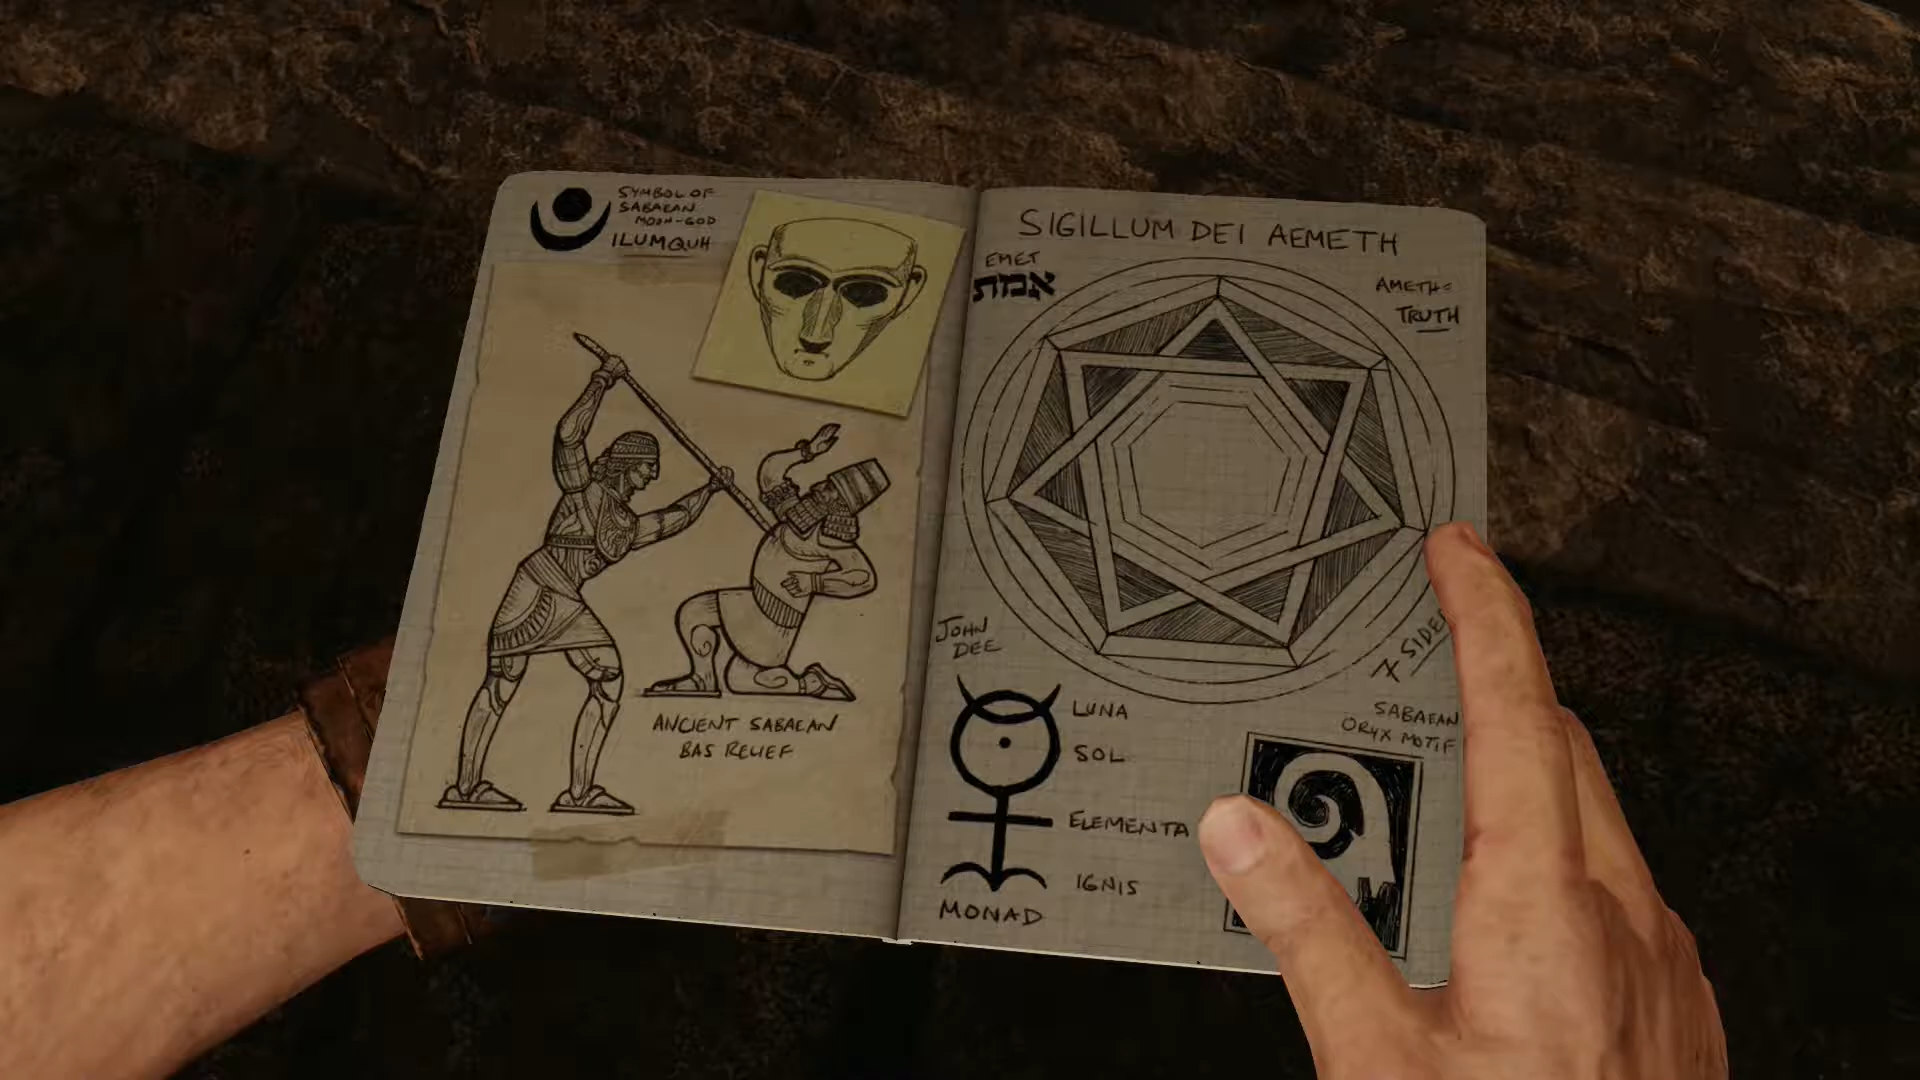 SYMBOL OF
SABAEAN
MOON-GOD
ILUMQUH
ANCIENT SABAEAN
BAS RELIEF
SIGILLUM DEI AEMETH
EMET
אמת
AMETH=
TRUTH
JOHN
DEE
7 SIDED
LUNA
SOL
ELEMENTA
IGNIS
MONAD
SABAEAN
ORYX MOTIF